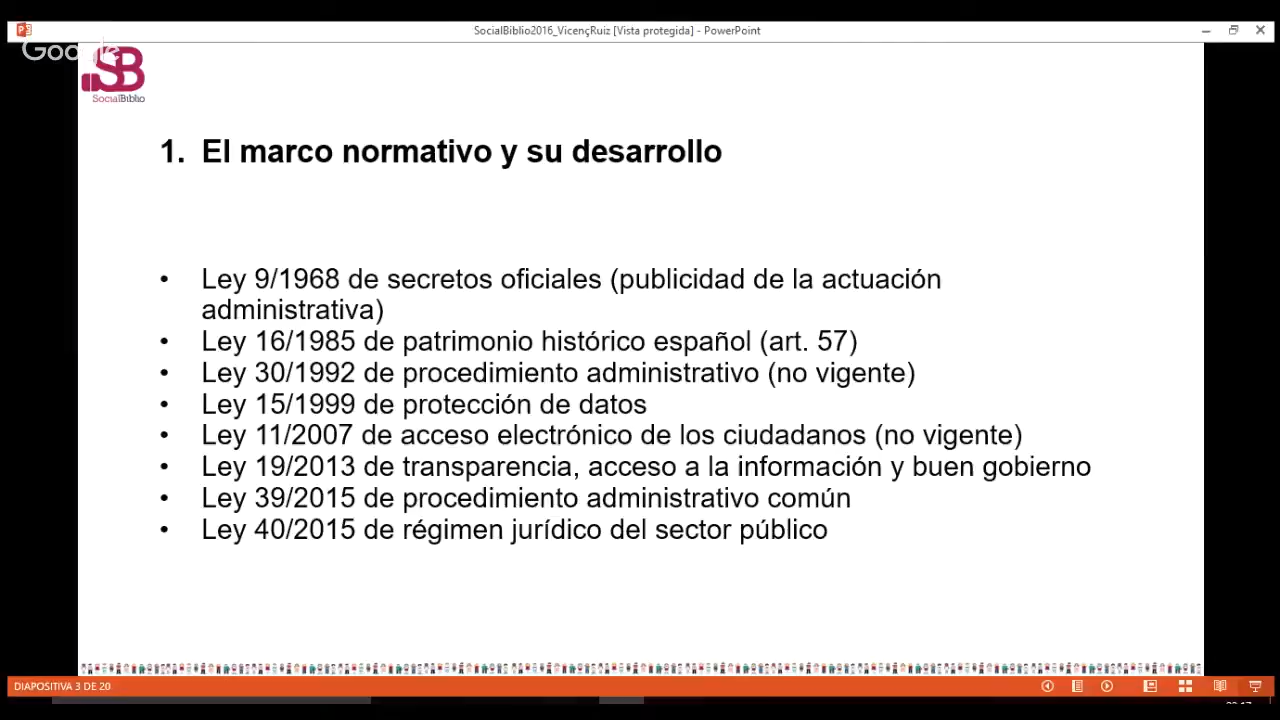 SocialBiblio2016_VicençRuiz [Vista protegida] - PowerPoint
Google
SB
SocialBiblio
1. El marco normativo y su desarrollo
• Ley 9/1968 de secretos oficiales (publicidad de la actuación
administrativa)
• Ley 16/1985 de patrimonio histórico español (art. 57)
• Ley 30/1992 de procedimiento administrativo (no vigente)
• Ley 15/1999 de protección de datos
• Ley 11/2007 de acceso electrónico de los ciudadanos (no vigente)
• Ley 19/2013 de transparencia, acceso a la información y buen gobierno
• Ley 39/2015 de procedimiento administrativo común
• Ley 40/2015 de régimen jurídico del sector público
DIAPOSITIVA 3 DE 20